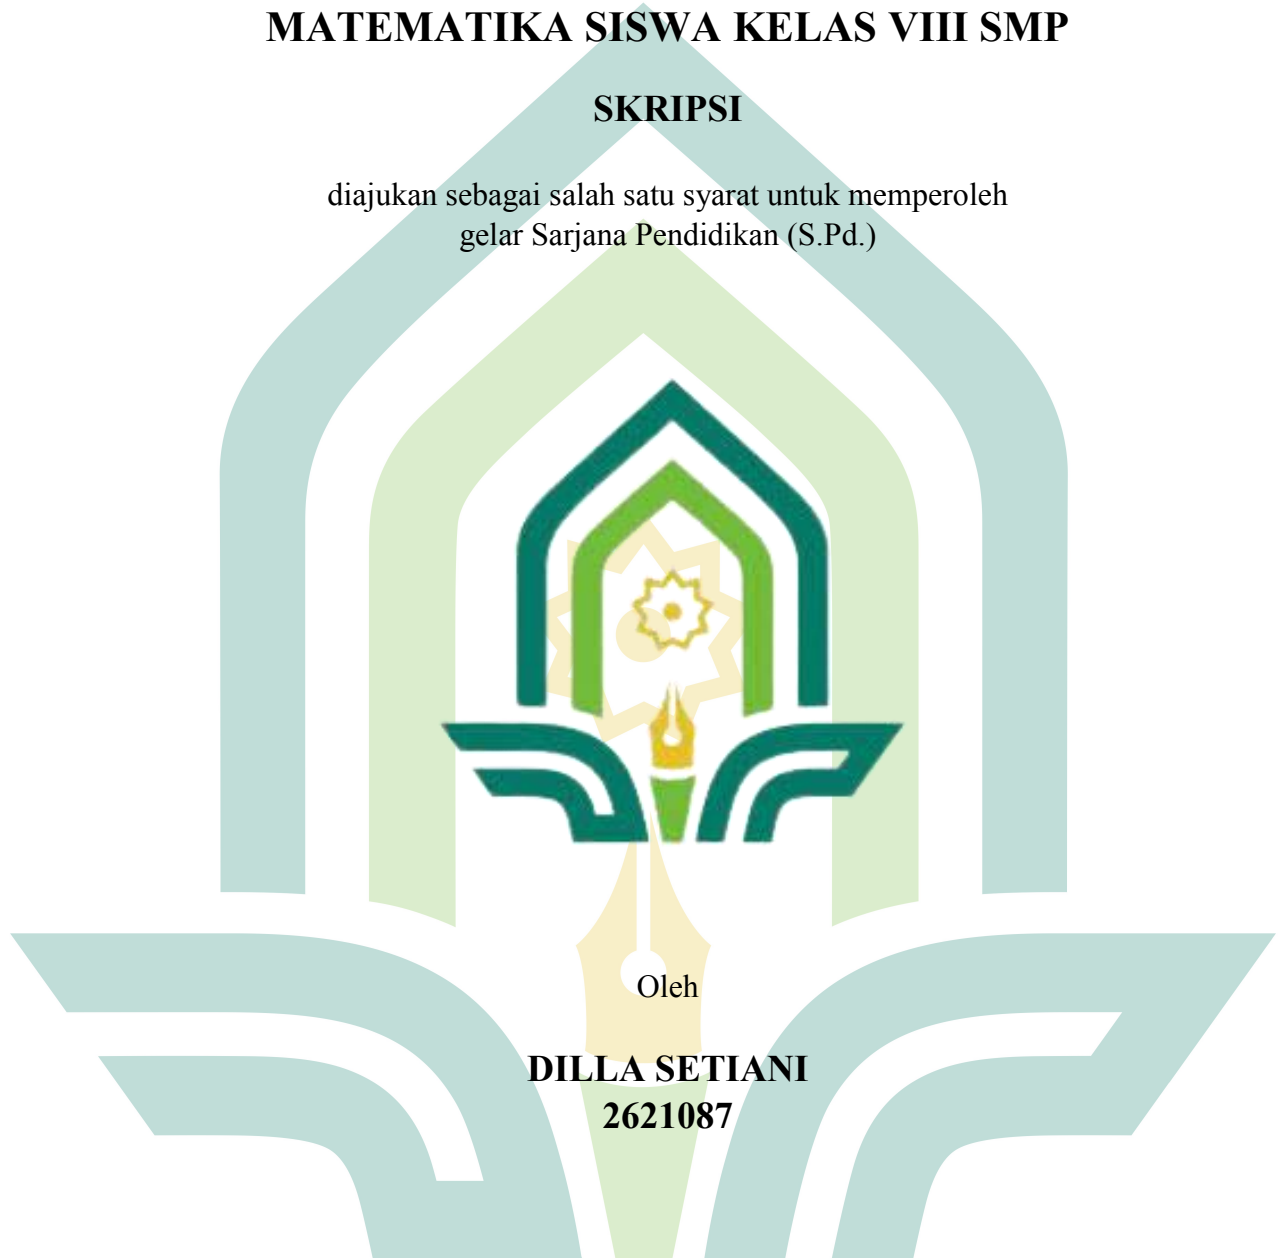 MATEMATIKA SISWA KELAS VIII SMP
SKRIPSI
diajukan sebagai salah satu syarat untuk memperoleh
gelar Sarjana Pendidikan (S.Pd.)
Oleh
DILLA SETIANI
2621087